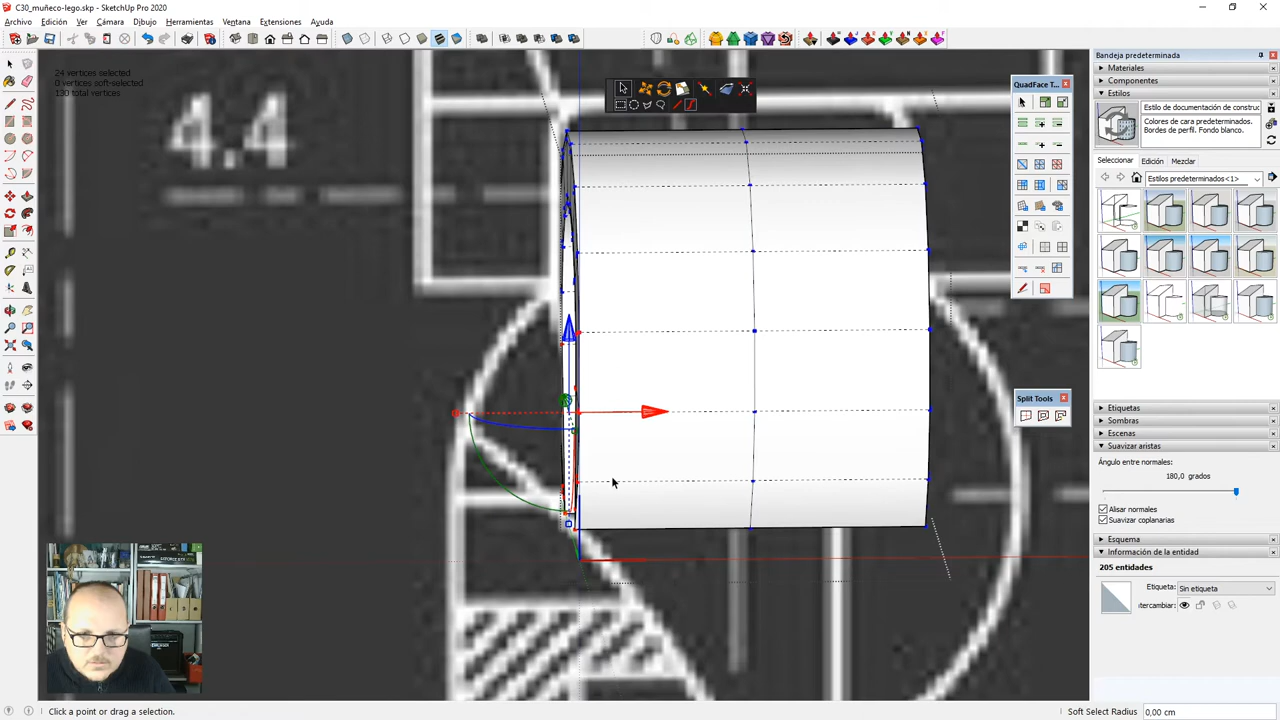 C30_muñeco-lego.skp - SketchUp Pro 2020
Archivo Edición Ver Cámara Dibujo Herramientas Ventana Extensiones Ayuda
24 vertices selected
0 vertices soft-selected
130 total vertices
4.4
QuadFace T...
Split Tools
Bandeja predeterminada
Materiales
Componentes
Estilos
Estilo de documentación de construc
Colores de cara predeterminados.
Bordes de perfil. Fondo blanco.
Seleccionar Edición Mezclar
Estilos predeterminados<1>
Etiquetas
Sombras
Escenas
Suavizar aristas
Ángulo entre normales:
180,0 grados
Alisar normales
Suavizar coplanarias
Esquema
Información de la entidad
205 entidades
Etiqueta: Sin etiqueta
ntercambiar:
Click a point or drag a selection.
Soft Select Radius 0,00 cm